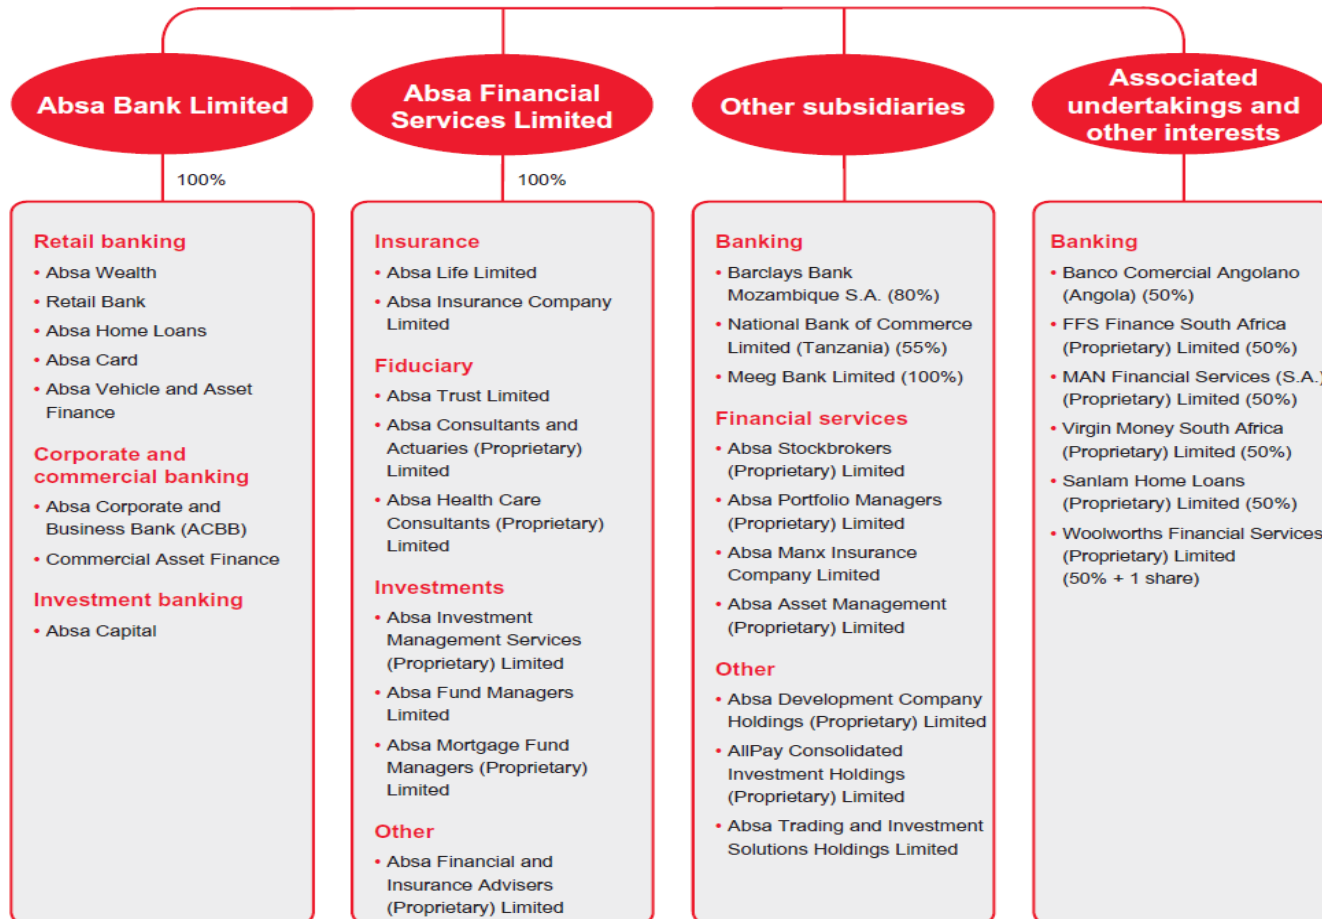 Absa Bank Limited
100%
Retail banking
• Absa Wealth
• Retail Bank
• Absa Home Loans
• Absa Card
• Absa Vehicle and Asset
Finance
Corporate and
commercial banking
• Absa Corporate and
Business Bank (ACBB)
• Commercial Asset Finance
Investment banking
• Absa Capital
Absa Financial
Services Limited
100%
Insurance
• Absa Life Limited
• Absa Insurance Company
Limited
Fiduciary
• Absa Trust Limited
• Absa Consultants and
Actuaries (Proprietary)
Limited
• Absa Health Care
Consultants (Proprietary)
Limited
Investments
• Absa Investment
Management Services
(Proprietary) Limited
• Absa Fund Managers
Limited
• Absa Mortgage Fund
Managers (Proprietary)
Limited
Other
• Absa Financial and
Insurance Advisers
(Proprietary) Limited
Other subsidiaries
Banking
• Barclays Bank
Mozambique S.A. (80%)
• National Bank of Commerce
Limited (Tanzania) (55%)
• Meeg Bank Limited (100%)
Financial services
• Absa Stockbrokers
(Proprietary) Limited
• Absa Portfolio Managers
(Proprietary) Limited
• Absa Manx Insurance
Company Limited
• Absa Asset Management
(Proprietary) Limited
Other
• Absa Development Company
Holdings (Proprietary) Limited
• AllPay Consolidated
Investment Holdings
(Proprietary) Limited
• Absa Trading and Investment
Solutions Holdings Limited
Associated
undertakings and
other interests
Banking
• Banco Comercial Angolano
(Angola) (50%)
• FFS Finance South Africa
(Proprietary) Limited (50%)
• MAN Financial Services (S.A.)
(Proprietary) Limited (50%)
• Virgin Money South Africa
(Proprietary) Limited (50%)
• Sanlam Home Loans
(Proprietary) Limited (50%)
• Woolworths Financial Services
(Proprietary) Limited
(50% + 1 share)